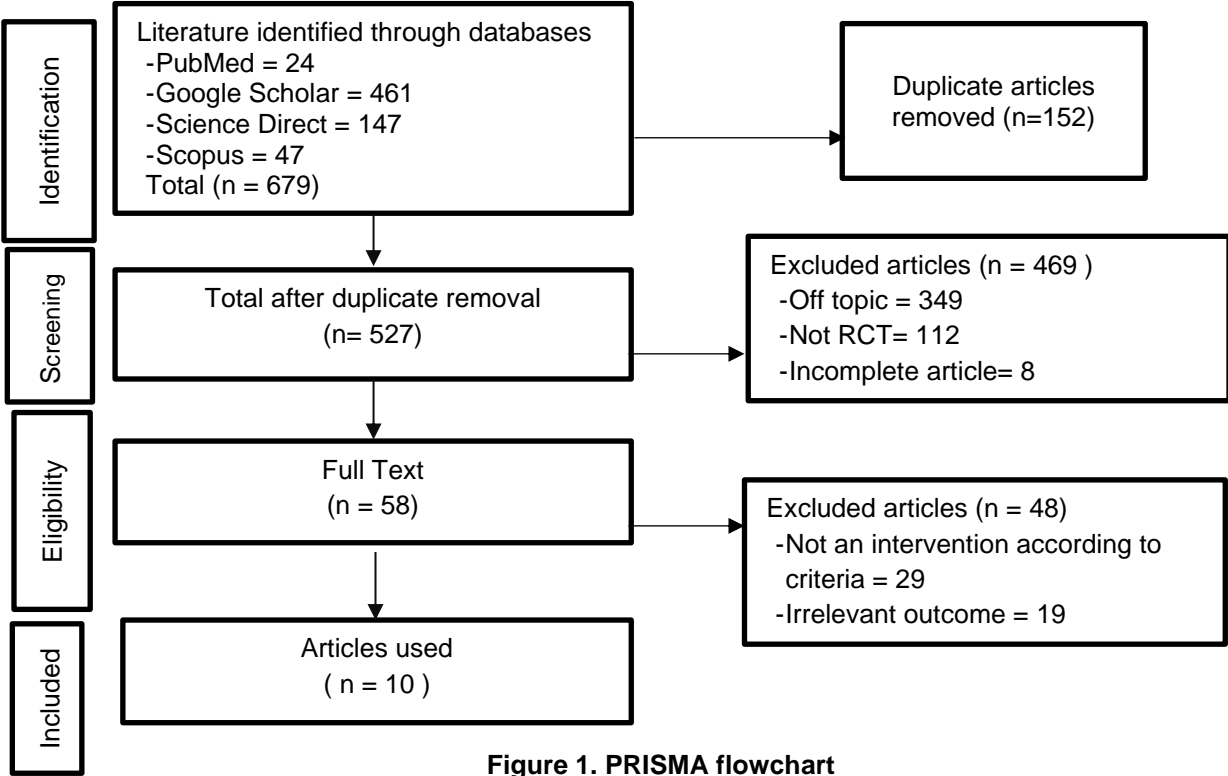 Identification
Literature identified through databases
-PubMed = 24
-Google Scholar = 461
-Science Direct = 147
-Scopus = 47
Total (n = 679)
Duplicate articles
removed (n=152)
Screening
Total after duplicate removal
(n= 527)
Excluded articles (n = 469 )
-Off topic = 349
-Not RCT= 112
-Incomplete article= 8
Eligibility
Full Text
(n = 58)
Excluded articles (n = 48)
-Not an intervention according to
criteria = 29
-Irrelevant outcome = 19
Included
Articles used
( n = 10 )
Figure 1. PRISMA flowchart